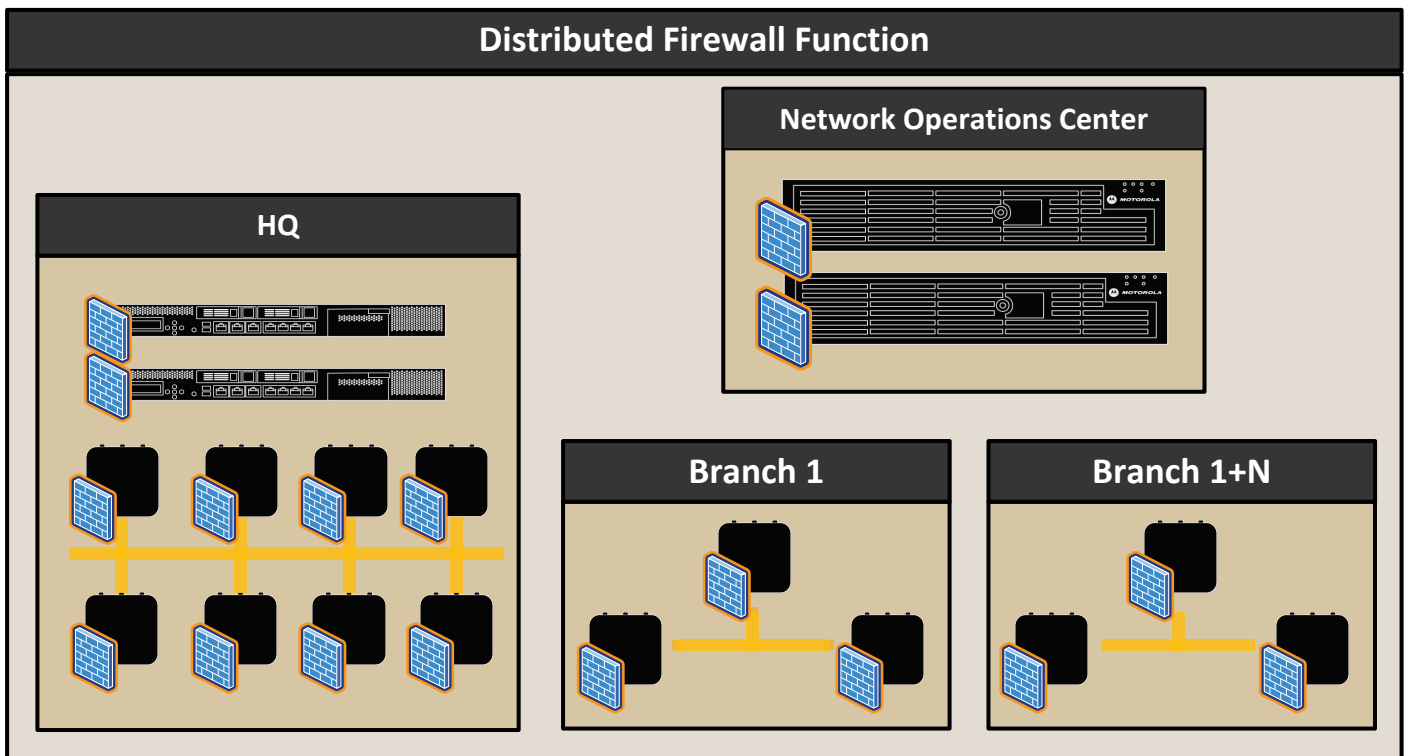 Distributed Firewall Function
Network Operations Center
MOTOROLA
MOTOROLA
HQ
Branch 1
Branch 1+N